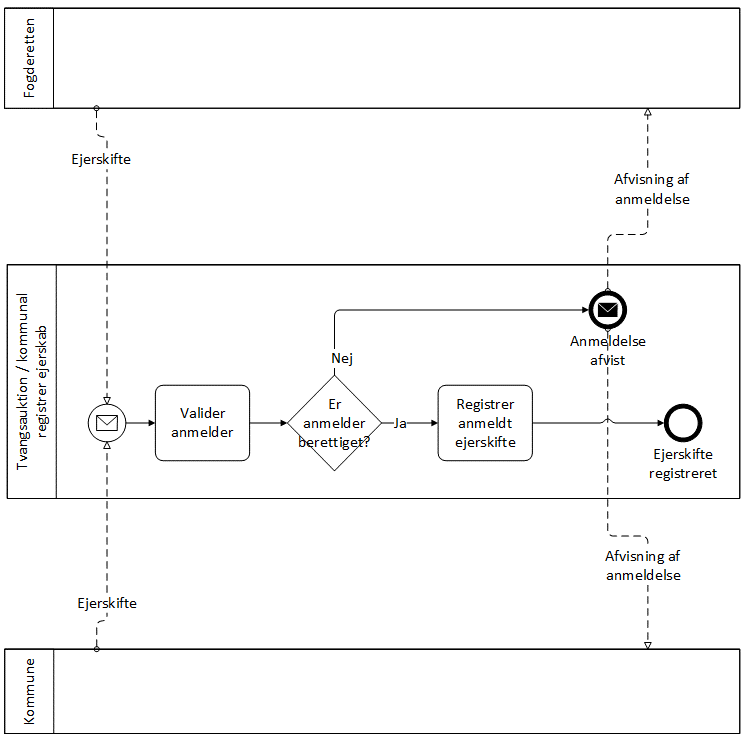 Fogderetten
Ejerskifte
Afvisning af
anmeldelse
Tvangsauktion / kommunal
registrer ejerskab
Anmeldelse
afvist
Nej
Valider
anmelder
Er
anmelder
berettiget?
Ja
Registrer
anmeldt
ejerskifte
Ejerskifte
registreret
Afvisning af
anmeldelse
Ejerskifte
Kommune